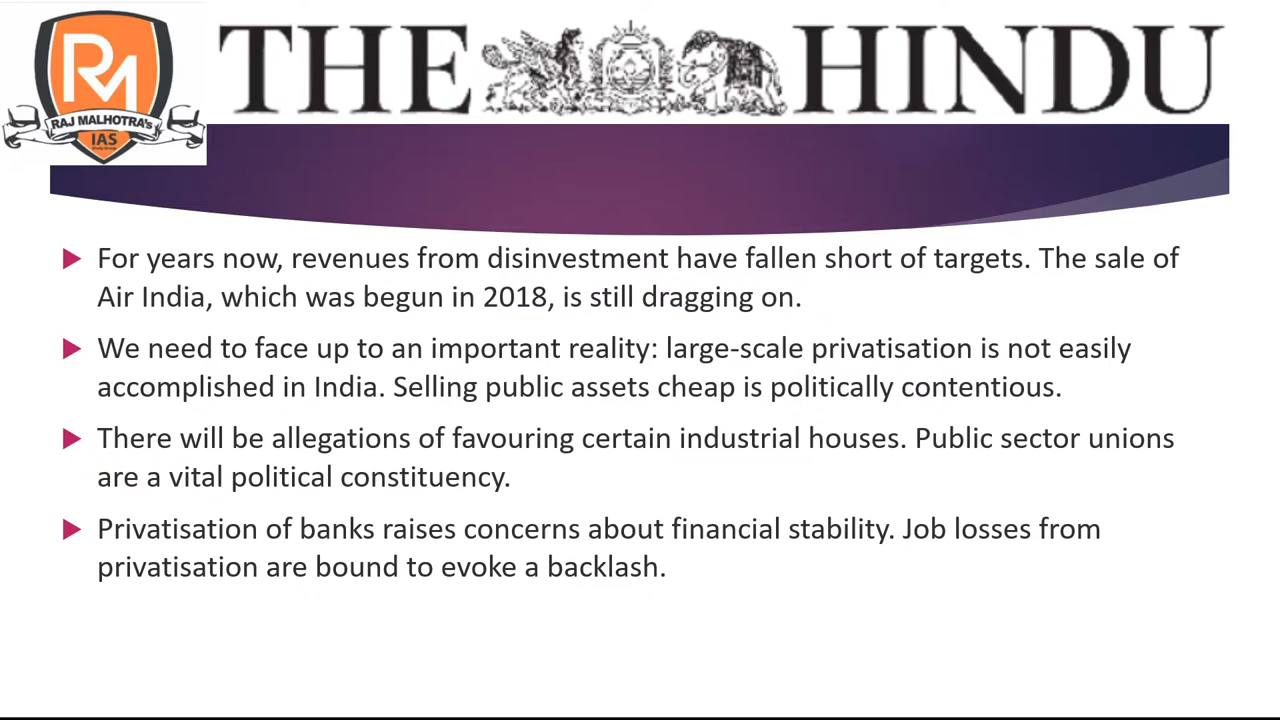 RM
RAJ MALHOTRA'S
IAS
Study Group
THE HINDU
For years now, revenues from disinvestment have fallen short of targets. The sale of
Air India, which was begun in 2018, is still dragging on.
We need to face up to an important reality: large-scale privatisation is not easily
accomplished in India. Selling public assets cheap is politically contentious.
There will be allegations of favouring certain industrial houses. Public sector unions
are a vital political constituency.
Privatisation of banks raises concerns about financial stability. Job losses from
privatisation are bound to evoke a backlash.